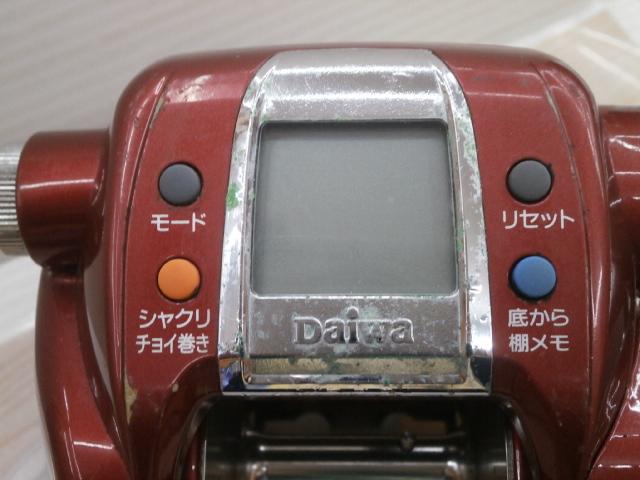 モード
リセット
シャクリ
チョイ巻き
底から
棚メモ
Daiwa